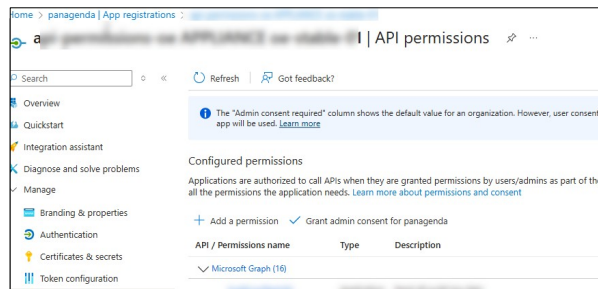 Home > panagenda | App registrations >
| API permissions
Search
Refresh | Got feedback?
Overview
Quickstart
Integration assistant
Diagnose and solve problems
Manage
Branding & properties
Authentication
Certificates & secrets
Token configuration
The "Admin consent required" column shows the default value for an organization. However, user consent
app will be used. Learn more
Configured permissions
Applications are authorized to call APIs when they are granted permissions by users/admins as part of the
all the permissions the application needs. Learn more about permissions and consent
+ Add a permission ✓ Grant admin consent for panagenda
API / Permissions name Type Description
Microsoft Graph (16)